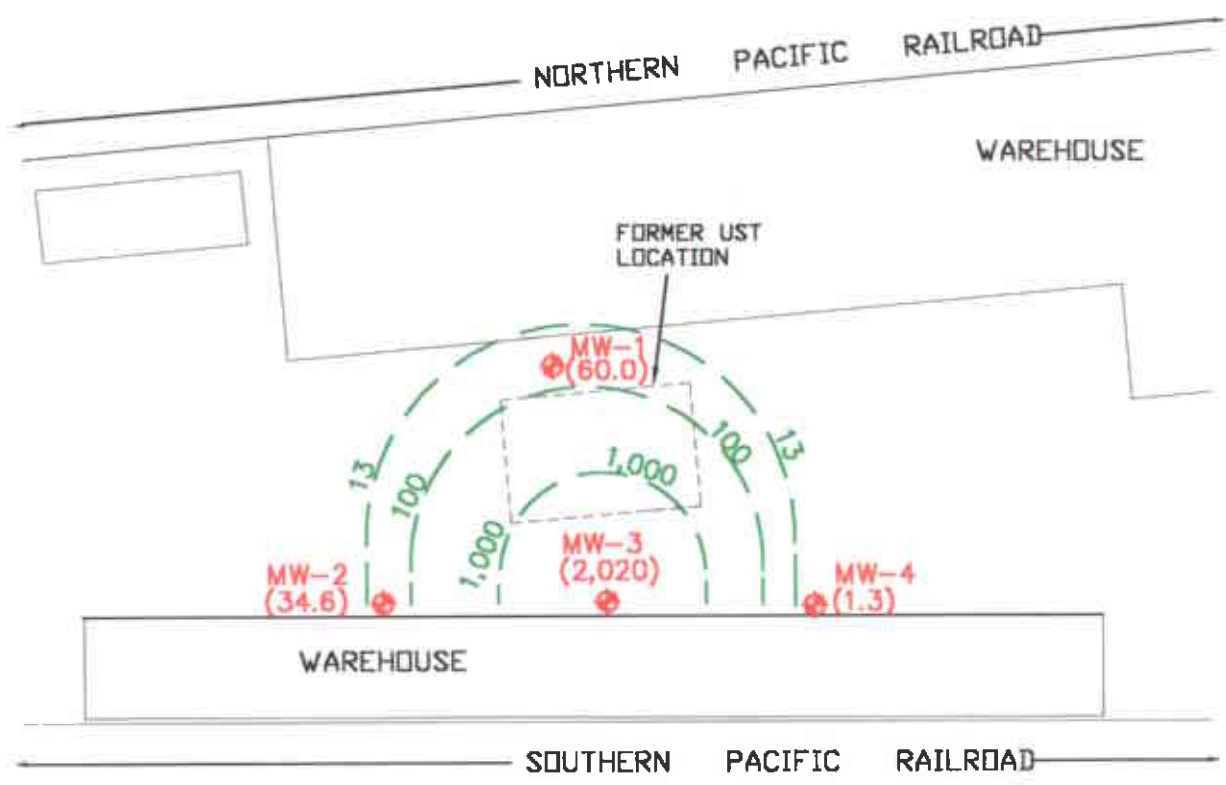 NORTHERN PACIFIC RAILROAD
WAREHOUSE
FORMER UST
LOCATION
MW-1
(60.0)
13
100
1,000
100
13
1,000
MW-2
(34.6)
MW-3
(2,020)
MW-4
(1.3)
WAREHOUSE
SOUTHERN PACIFIC RAILROAD